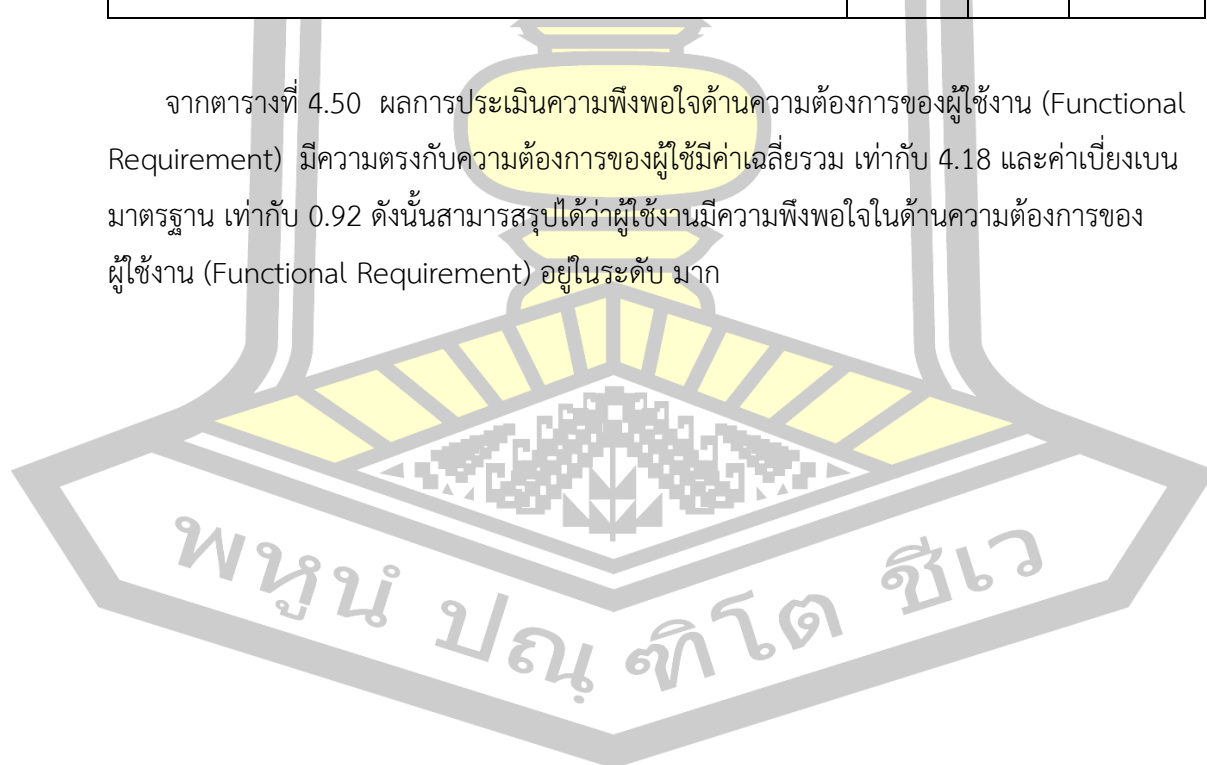 จากตารางที่ 4.50 ผลการประเมินความพึงพอใจด้านความต้องการของผู้ใช้งาน (Functional
Requirement) มีความตรงกับความต้องการของผู้ใช้มีค่าเฉลี่ยรวม เท่ากับ 4.18 และค่าเบี่ยงเบน
มาตรฐาน เท่ากับ 0.92 ดังนั้นสามารสรุปได้ว่าผู้ใช้งานมีความพึงพอใจในด้านความต้องการของ
ผู้ใช้งาน (Functional Requirement) อยู่ในระดับ มาก
พหูนํ ปณฺ ฑิโต ชีเว